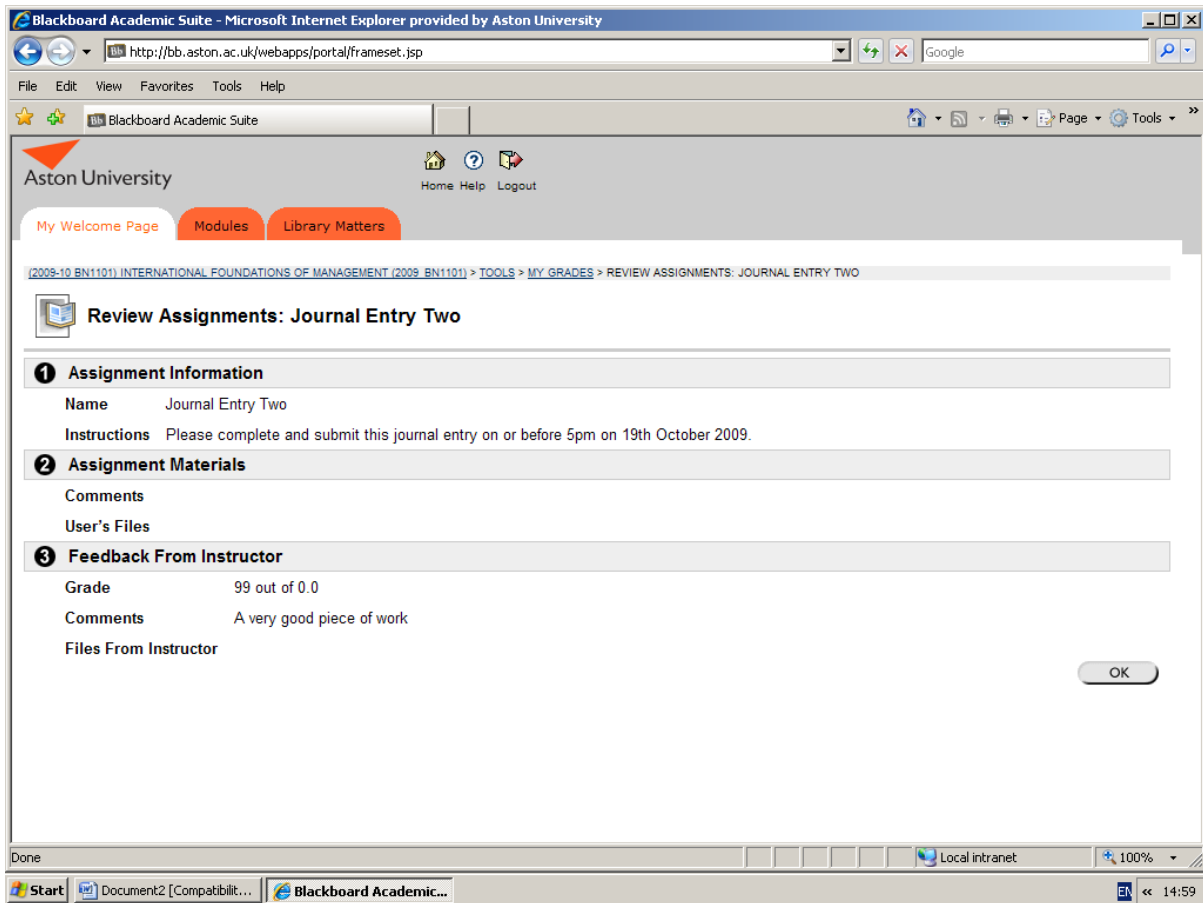 Blackboard Academic Suite - Microsoft Internet Explorer provided by Aston University
Bb http://bb.aston.ac.uk/webapps/portal/frameset.jsp Google
File Edit View Favorites Tools Help
Bb Blackboard Academic Suite Page Tools »
Aston University
Home Help Logout
My Welcome Page Modules Library Matters
(2009-10 BN1101) INTERNATIONAL FOUNDATIONS OF MANAGEMENT (2009_BN1101) > TOOLS > MY GRADES > REVIEW ASSIGNMENTS: JOURNAL ENTRY TWO
Review Assignments: Journal Entry Two
1 Assignment Information
Name Journal Entry Two
Instructions Please complete and submit this journal entry on or before 5pm on 19th October 2009.
2 Assignment Materials
Comments
User's Files
3 Feedback From Instructor
Grade 99 out of 0.0
Comments A very good piece of work
Files From Instructor
OK
Done Local intranet 100%
Start Document2 [Compatibilit... Blackboard Academic... EN « 14:59